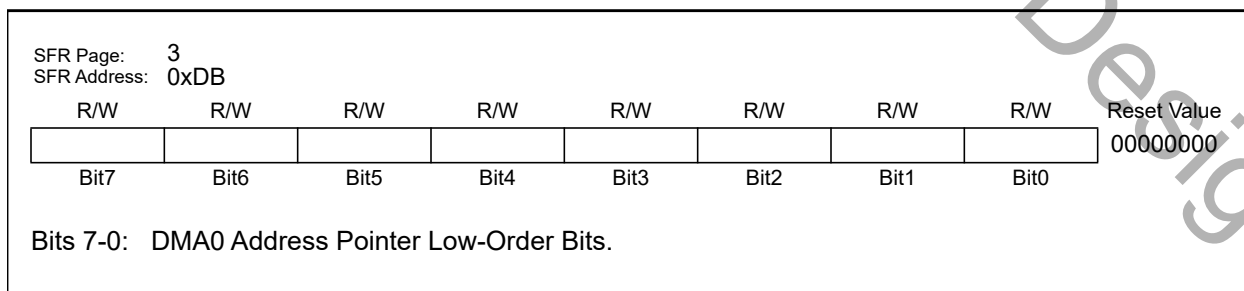 SFR Page: 3
SFR Address: 0xDB
R/W R/W R/W R/W R/W R/W R/W R/W Reset Value
00000000
Bit7 Bit6 Bit5 Bit4 Bit3 Bit2 Bit1 Bit0
Bits 7-0: DMA0 Address Pointer Low-Order Bits.